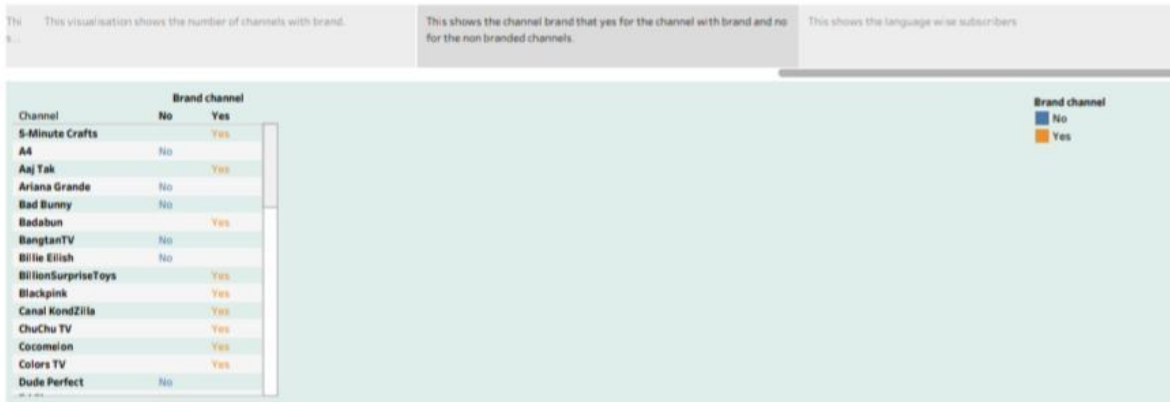 Thi
s...
This visualisation shows the number of channels with brand.
This shows the channel brand that yes for the channel with brand and no
for the non branded channels.
This shows the language wise subscribers
Brand channel
Channel No Yes
5-Minute Crafts Yes
A4 No
Aaj Tak Yes
Ariana Grande No
Bad Bunny No
Badabun Yes
BangtanTV No
Billie Eilish No
BillionSurpriseToys Yes
Blackpink Yes
Canal KondZilla Yes
ChuChu TV Yes
Cocomelon Yes
Colors TV Yes
Dude Perfect No
Brand channel
No
Yes